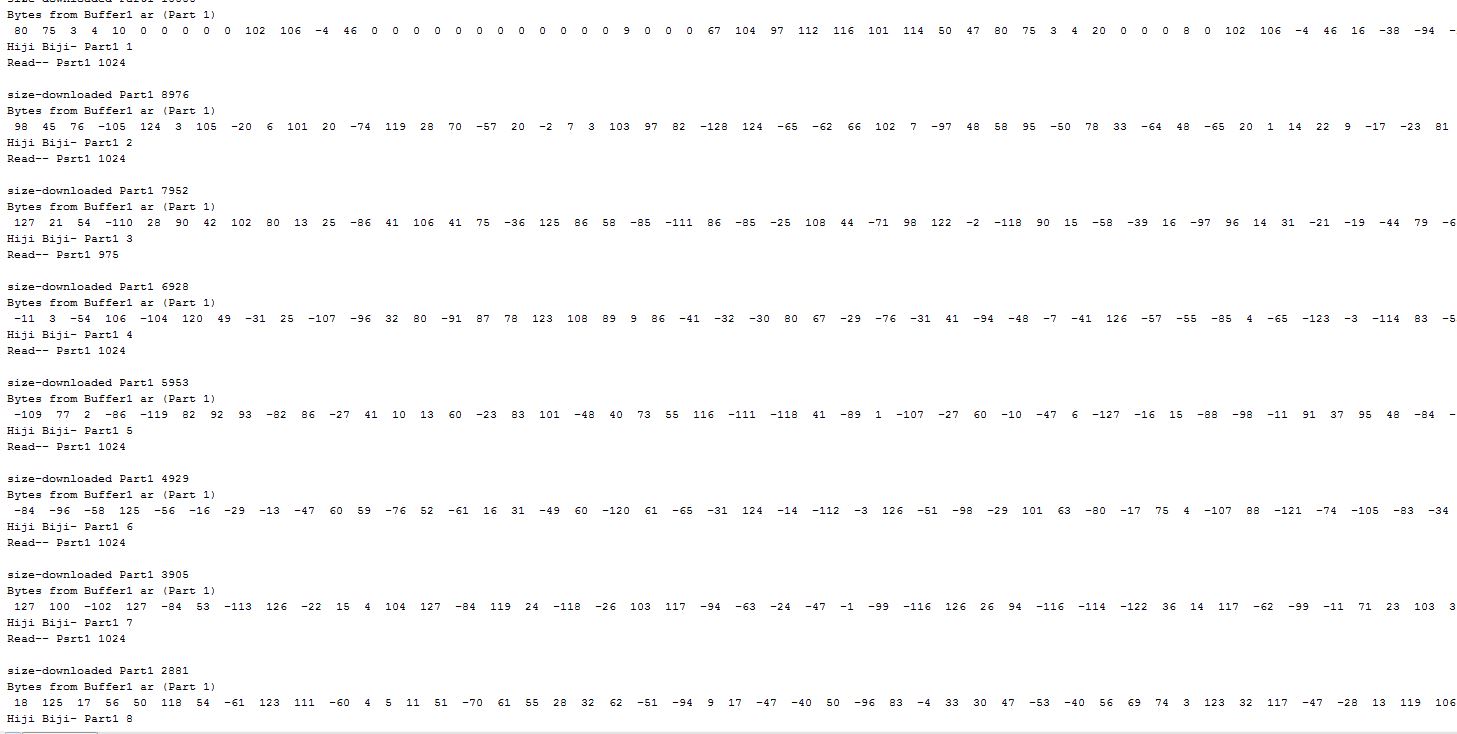 Bytes from Buffer1 ar (Part 1)
80 75 3 4 10 0 0 0 0 0 102 106 -4 46 0 0 0 0 0 0 0 0 0 0 0 0 9 0 0 0 67 104 97 112 116 101 114 50 47 80 75 3 4 20 0 0 0 8 0 102 106 -4 46 16 -38 -94 -
Hiji Biji- Part1 1
Read-- Psrt1 1024
size-downloaded Part1 8976
Bytes from Buffer1 ar (Part 1)
98 45 76 -105 124 3 105 -20 6 101 20 -74 119 28 70 -57 20 -2 7 3 103 97 82 -128 124 -65 -62 66 102 7 -97 48 58 95 -50 78 33 -64 48 -65 20 1 14 22 9 -17 -23 81
Hiji Biji- Part1 2
Read-- Psrt1 1024
size-downloaded Part1 7952
Bytes from Buffer1 ar (Part 1)
127 21 54 -110 28 90 42 102 80 13 25 -86 41 106 41 75 -36 125 86 58 -85 -111 86 -85 -25 108 44 -71 98 122 -2 -118 90 15 -58 -39 16 -97 96 14 31 -21 -19 -44 79 -6
Hiji Biji- Part1 3
Read-- Psrt1 975
size-downloaded Part1 6928
Bytes from Buffer1 ar (Part 1)
-11 3 -54 106 -104 120 49 -31 25 -107 -96 32 80 -91 87 78 123 108 89 9 86 -41 -32 -30 80 67 -29 -76 -31 41 -94 -48 -7 -41 126 -57 -55 -85 4 -65 -123 -3 -114 83 -5
Hiji Biji- Part1 4
Read-- Psrt1 1024
size-downloaded Part1 5953
Bytes from Buffer1 ar (Part 1)
-109 77 2 -86 -119 82 92 93 -82 86 -27 41 10 13 60 -23 83 101 -48 40 73 55 116 -111 -118 41 -89 1 -107 -27 60 -10 -47 6 -127 -16 15 -88 -98 -11 91 37 95 48 -84 -
Hiji Biji- Part1 5
Read-- Psrt1 1024
size-downloaded Part1 4929
Bytes from Buffer1 ar (Part 1)
-84 -96 -58 125 -56 -16 -29 -13 -47 60 59 -76 52 -61 16 31 -49 60 -120 61 -65 -31 124 -14 -112 -3 126 -51 -98 -29 101 63 -80 -17 75 4 -107 88 -121 -74 -105 -83 -34
Hiji Biji- Part1 6
Read-- Psrt1 1024
size-downloaded Part1 3905
Bytes from Buffer1 ar (Part 1)
127 100 -102 127 -84 53 -113 126 -22 15 4 104 127 -84 119 24 -118 -26 103 117 -94 -63 -24 -47 -1 -99 -116 126 26 94 -116 -114 -122 36 14 117 -62 -99 -11 71 23 103 3
Hiji Biji- Part1 7
Read-- Psrt1 1024
size-downloaded Part1 2881
Bytes from Buffer1 ar (Part 1)
18 125 17 56 50 118 54 -61 123 111 -60 4 5 11 51 -70 61 55 28 32 62 -51 -94 9 17 -47 -40 50 -96 83 -4 33 30 47 -53 -40 56 69 74 3 123 32 117 -47 -28 13 119 106
Hiji Biji- Part1 8